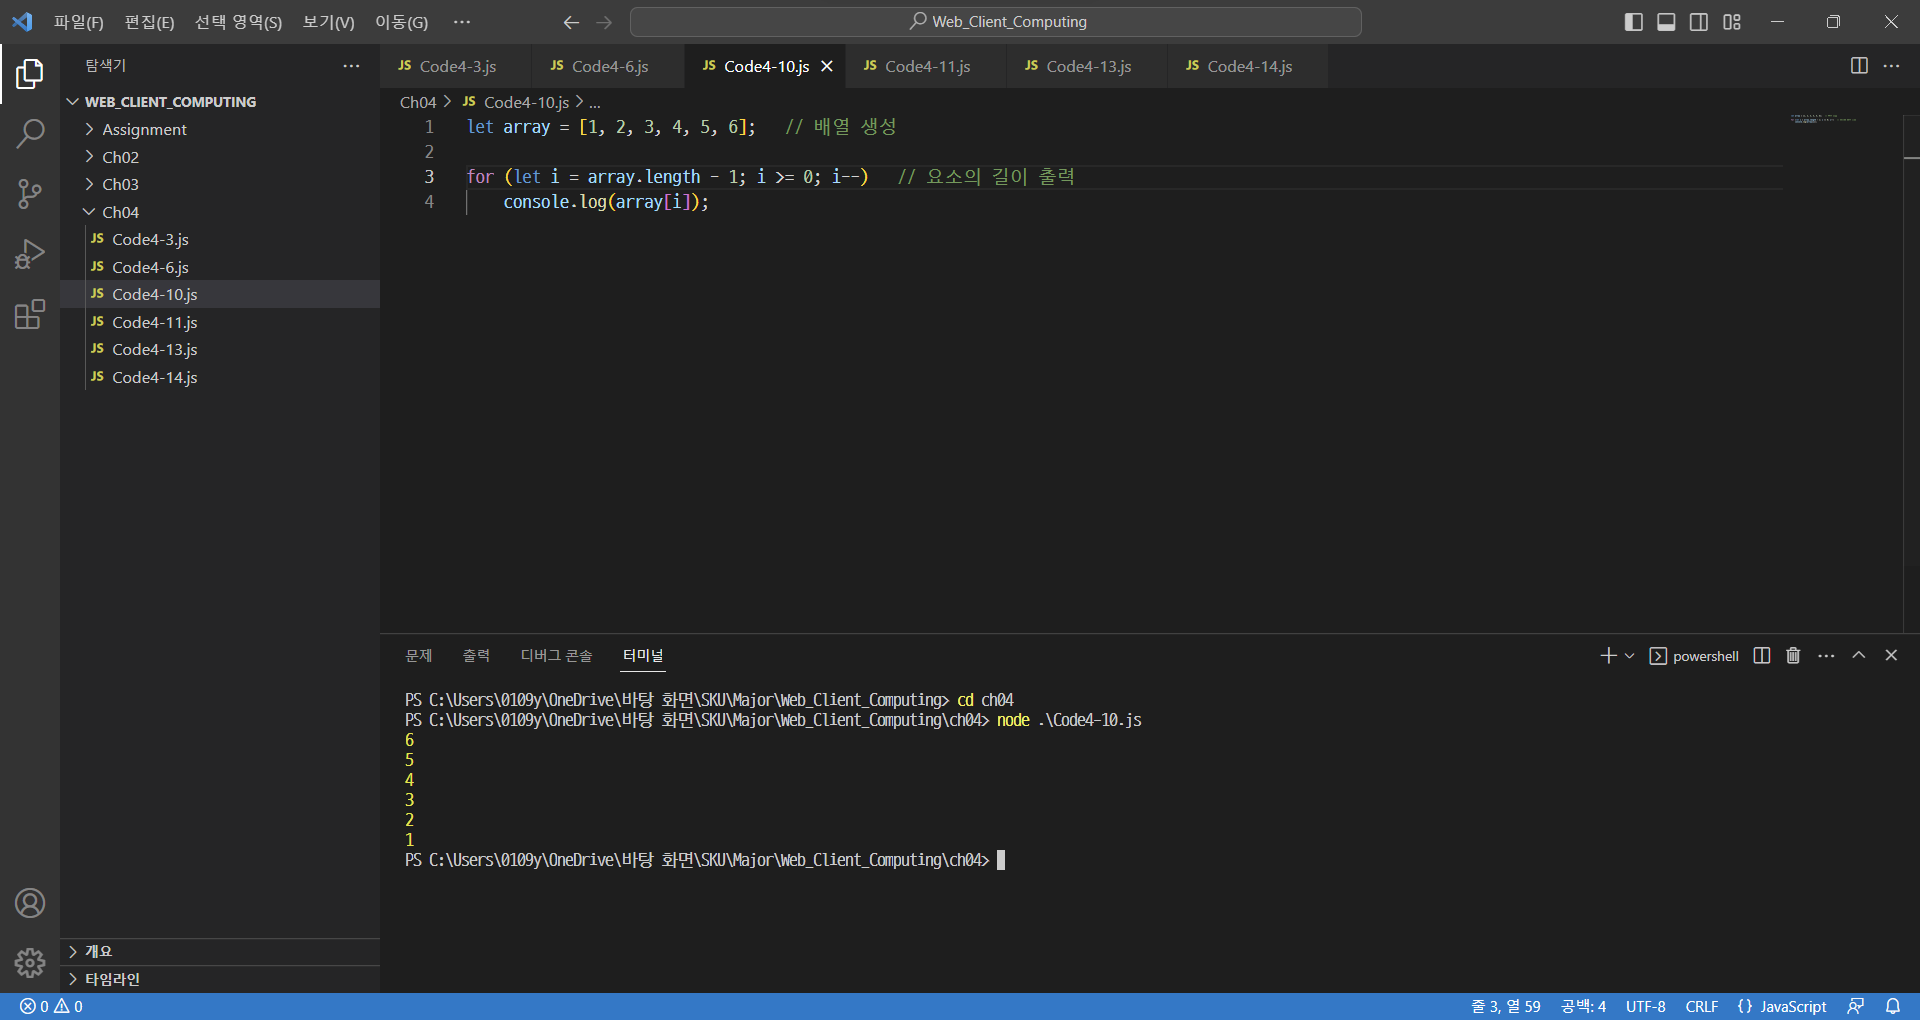 파일(F) 편집(E) 선택 영역(S) 보기(V) 이동(G) ··· Web_Client_Computing
탐색기
WEB_CLIENT_COMPUTING
Assignment
Ch02
Ch03
Ch04
JS Code4-3.js
JS Code4-6.js
JS Code4-10.js
JS Code4-11.js
JS Code4-13.js
JS Code4-14.js
개요
타임라인
JS Code4-3.js JS Code4-6.js JS Code4-10.js JS Code4-11.js JS Code4-13.js JS Code4-14.js
Ch04 > JS Code4-10.js > ...
1 let array = [1, 2, 3, 4, 5, 6]; // 배열 생성
2
3 for (let i = array.length - 1; i >= 0; i--) // 요소의 길이 출력
4 console.log(array[i]);
문제 출력 디버그 콘솔 터미널 powershell
PS C:\Users\0109y\OneDrive\바탕 화면\SKU\Major\Web_Client_Computing> cd ch04
PS C:\Users\0109y\OneDrive\바탕 화면\SKU\Major\Web_Client_Computing\ch04> node .\Code4-10.js
6
5
4
3
2
1
PS C:\Users\0109y\OneDrive\바탕 화면\SKU\Major\Web_Client_Computing\ch04>
0 0 줄 3, 열 59 공백: 4 UTF-8 CRLF {} JavaScript